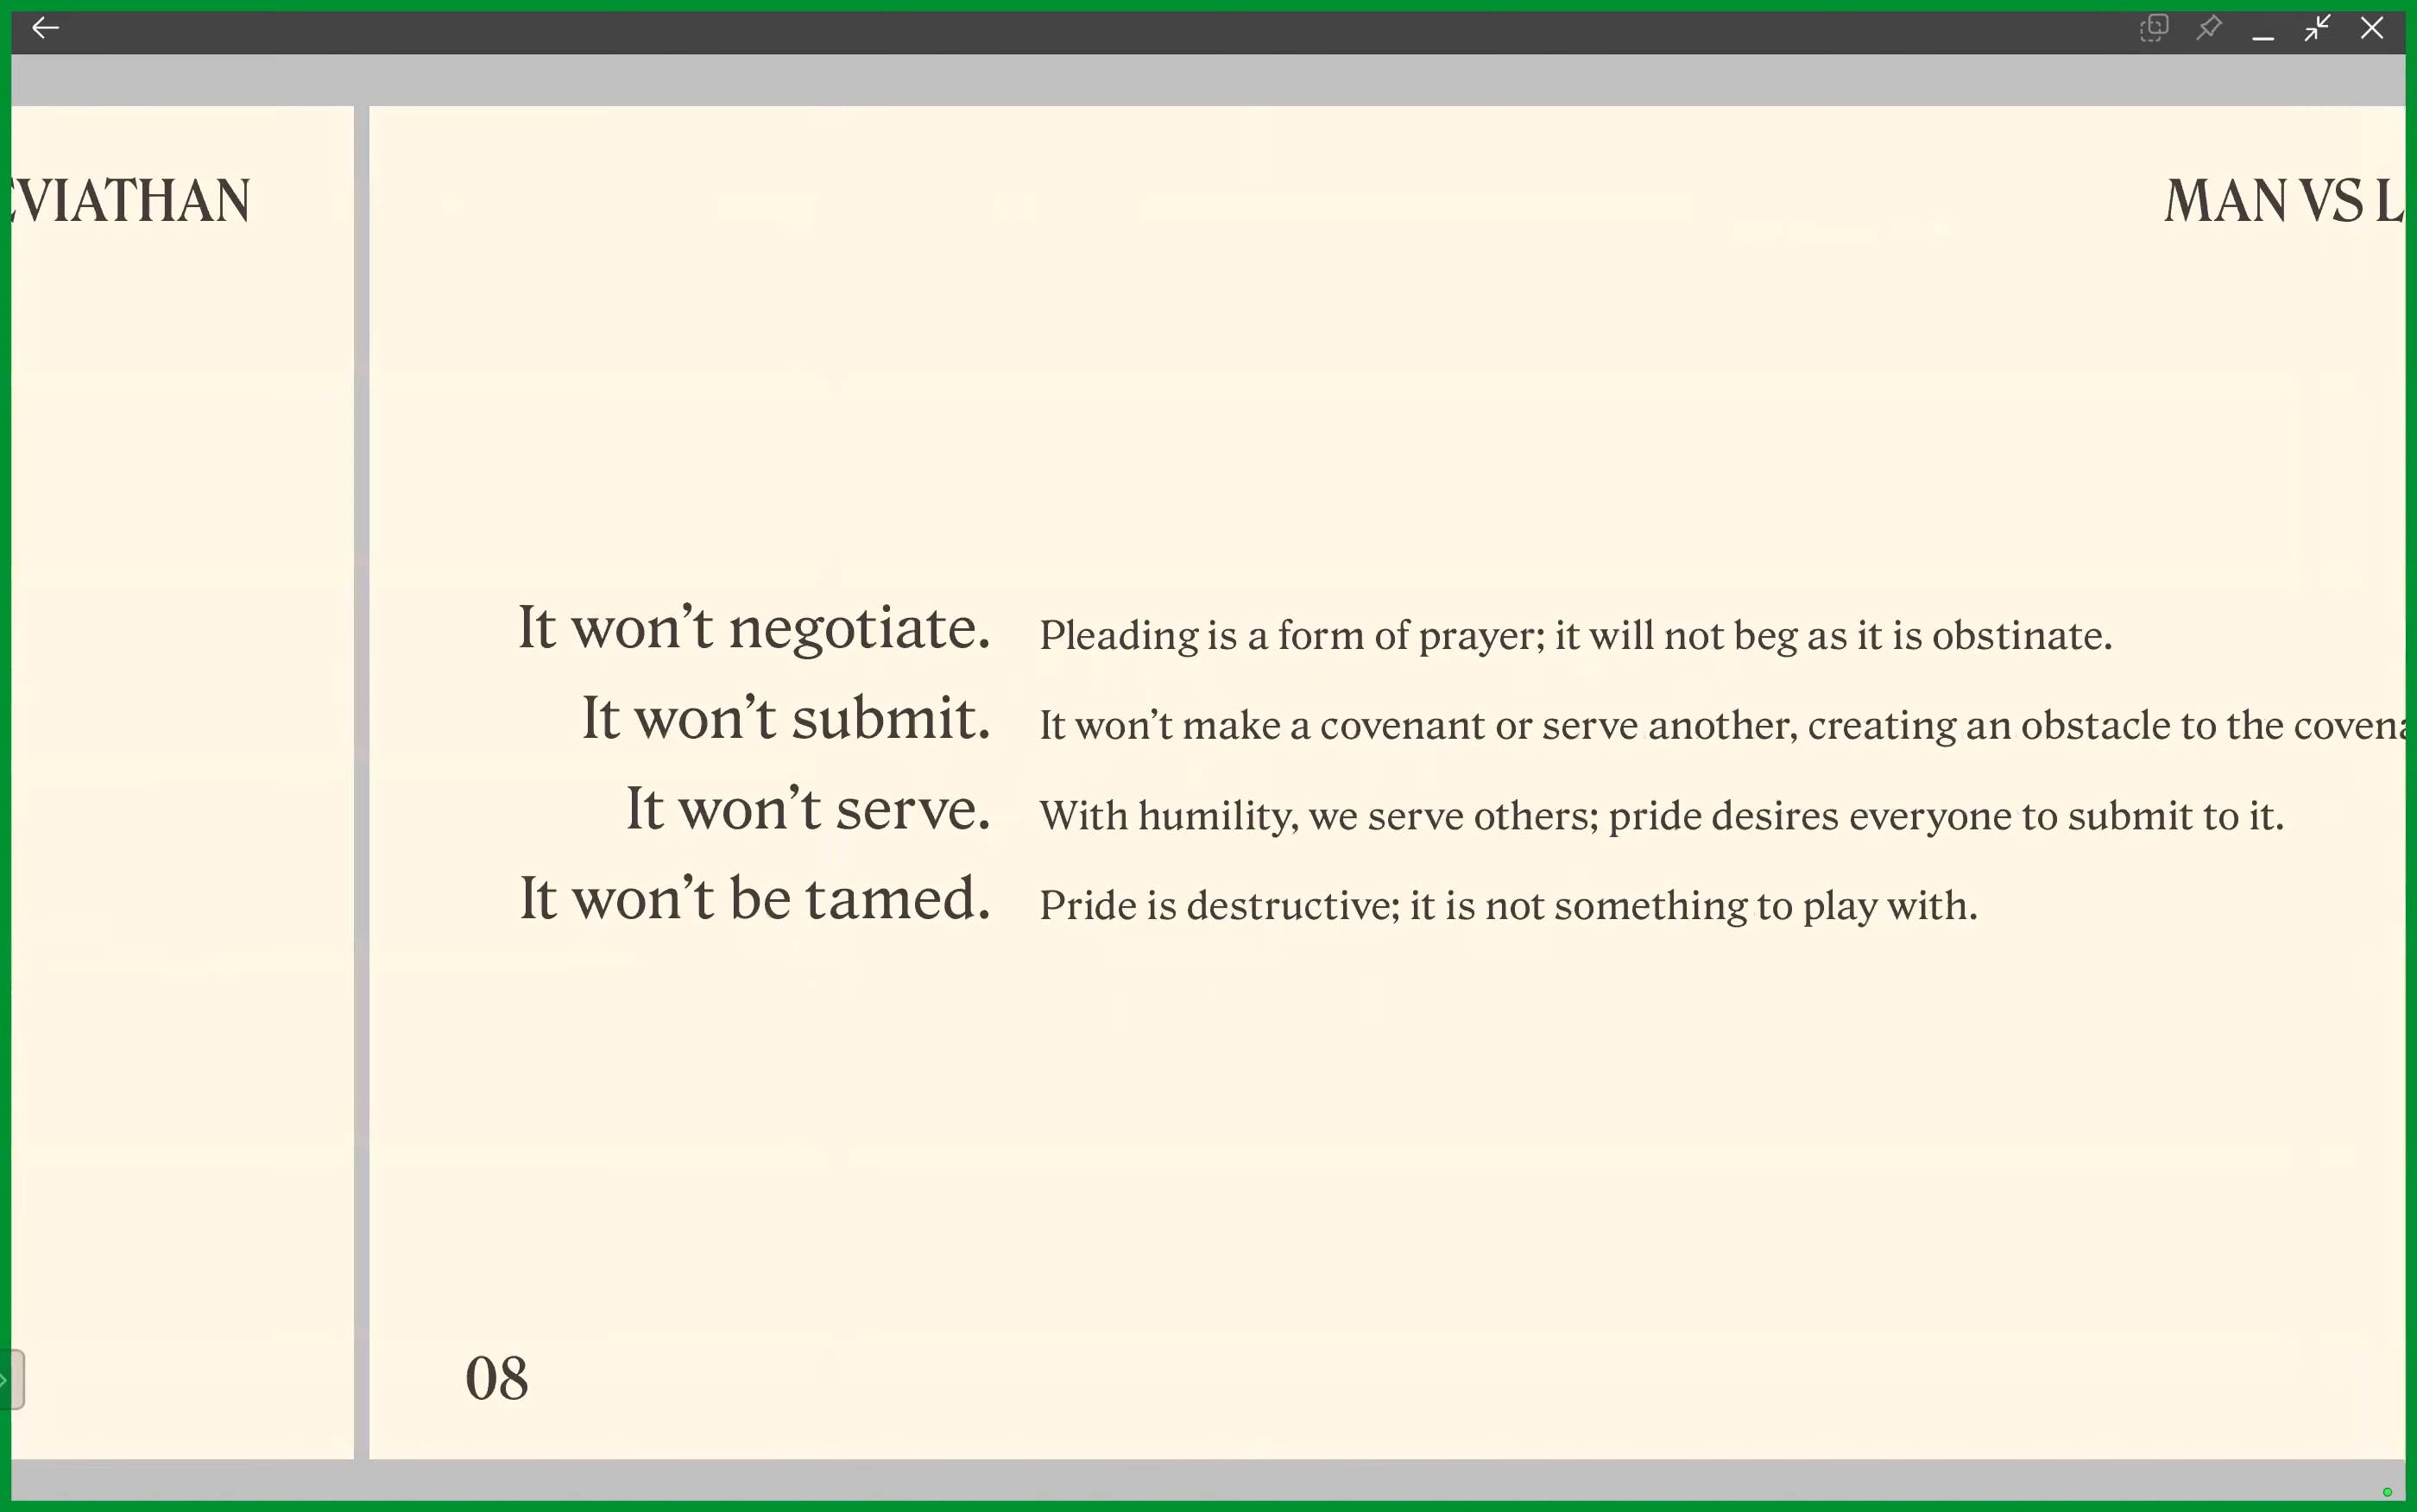 EVIATHAN
MAN VS L
It won’t negotiate. Pleading is a form of prayer; it will not beg as it is obstinate.
It won’t submit. It won’t make a covenant or serve another, creating an obstacle to the coven
It won’t serve. With humility, we serve others; pride desires everyone to submit to it.
It won’t be tamed. Pride is destructive; it is not something to play with.
08